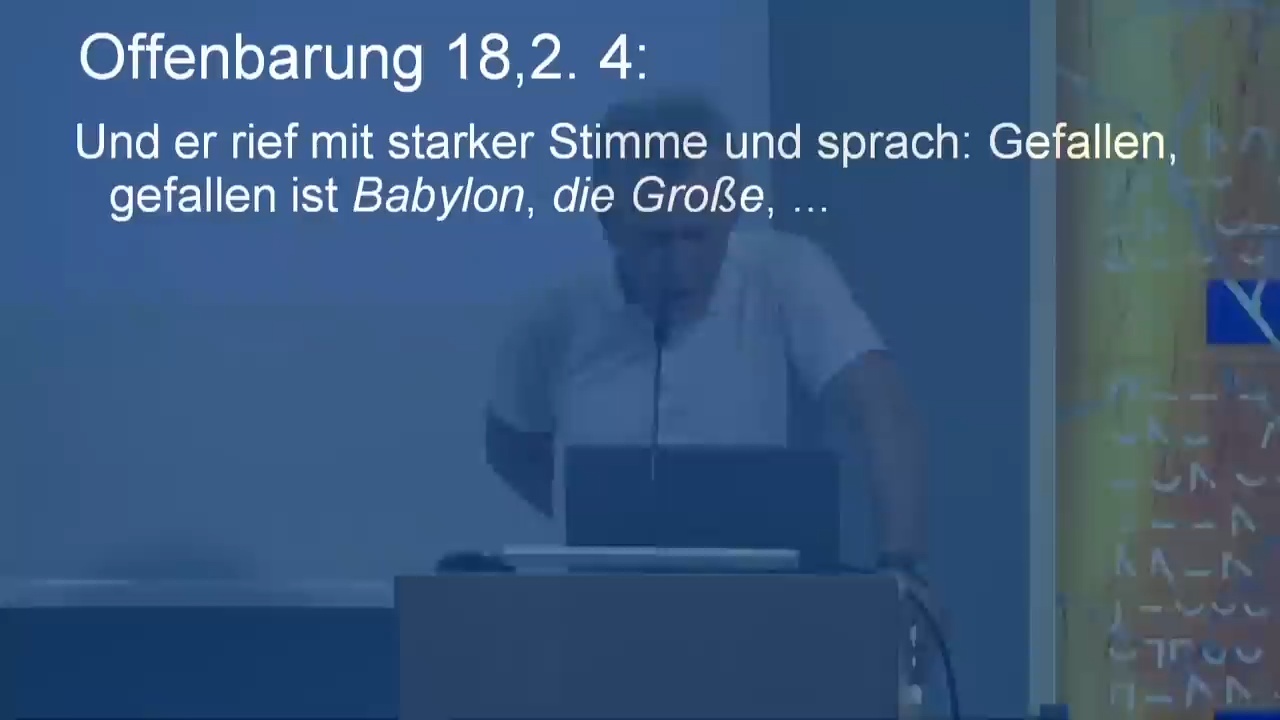 Offenbarung 18,2. 4:
Und er rief mit starker Stimme und sprach: Gefallen,
gefallen ist Babylon, die Große, ...